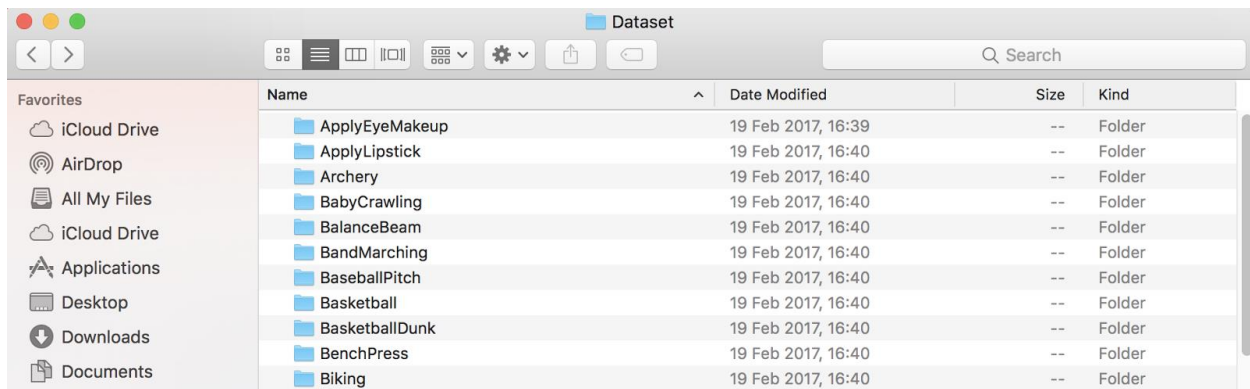 Dataset
Search
Favorites
iCloud Drive
AirDrop
All My Files
iCloud Drive
Applications
Desktop
Downloads
Documents
Name Date Modified Size Kind
ApplyEyeMakeup 19 Feb 2017, 16:39 -- Folder
ApplyLipstick 19 Feb 2017, 16:40 -- Folder
Archery 19 Feb 2017, 16:40 -- Folder
BabyCrawling 19 Feb 2017, 16:40 -- Folder
BalanceBeam 19 Feb 2017, 16:40 -- Folder
BandMarching 19 Feb 2017, 16:40 -- Folder
BaseballPitch 19 Feb 2017, 16:40 -- Folder
Basketball 19 Feb 2017, 16:40 -- Folder
BasketballDunk 19 Feb 2017, 16:40 -- Folder
BenchPress 19 Feb 2017, 16:40 -- Folder
Biking 19 Feb 2017, 16:40 -- Folder